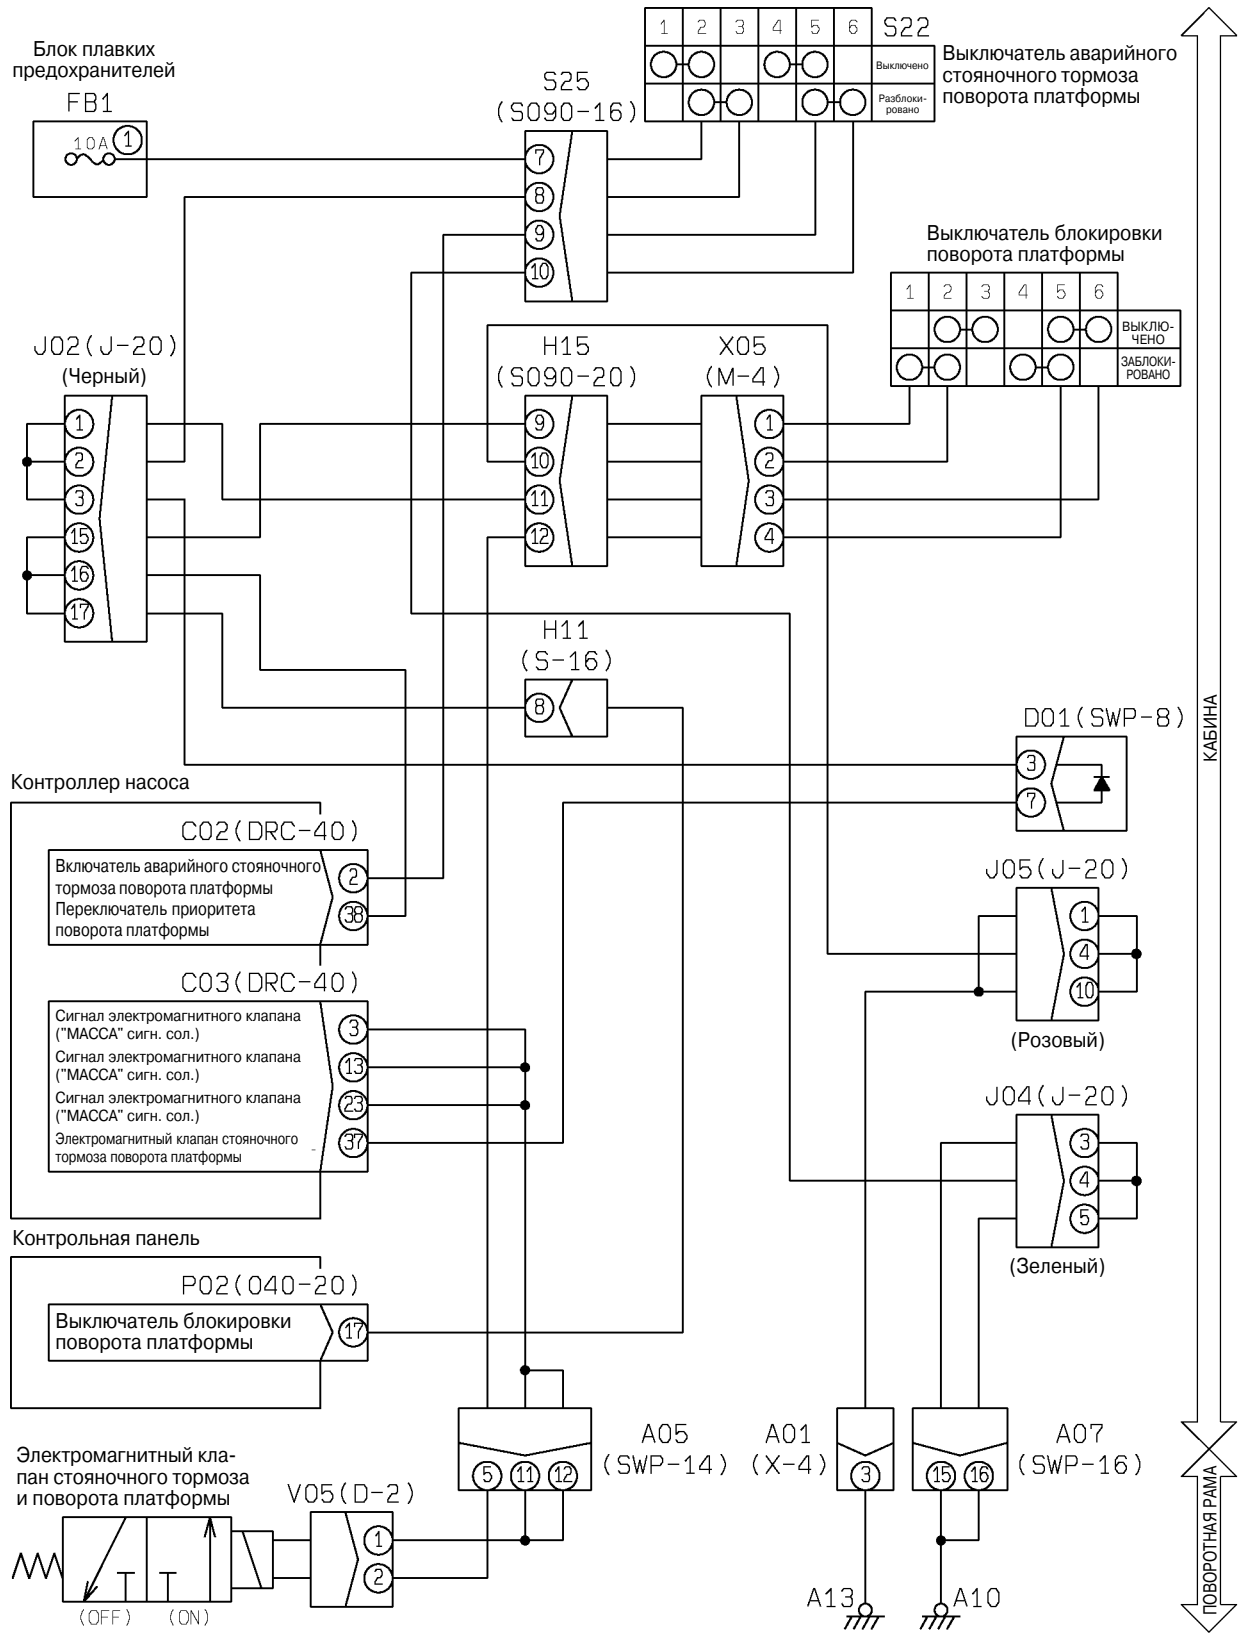 Блок плавких
предохранителей
FB1
10A
1
S25
(S090-16)
7
8
9
10
1 2 3 4 5 6
S22
Выключено
Разблоки-
ровано
Выключатель аварийного
стояночного тормоза
поворота платформы
Выключатель блокировки
поворота платформы
1 2 3 4 5 6
ВЫКЛЮ-
ЧЕНО
ЗАБЛОКИ-
РОВАНО
J02(J-20)
(Черный)
1
2
3
15
16
17
H15
(S090-20)
9
10
11
12
X05
(M-4)
1
2
3
4
H11
(S-16)
8
D01(SWP-8)
3
7
КАБИНА
Контроллер насоса
C02(DRC-40)
Включатель аварийного стояночного
тормоза поворота платформы
2
Переключатель приоритета
поворота платформы
38
C03(DRC-40)
Сигнал электромагнитного клапана
("МАССА" сигн. сол.)
3
Сигнал электромагнитного клапана
("МАССА" сигн. сол.)
13
Сигнал электромагнитного клапана
("МАССА" сигн. сол.)
23
Электромагнитный клапан стояночного
тормоза поворота платформы
37
J05(J-20)
1
4
10
(Розовый)
J04(J-20)
3
4
5
(Зеленый)
Контрольная панель
P02(040-20)
Выключатель блокировки
поворота платформы
17
A05
(SWP-14)
5 11 12
A01
(X-4)
3
A07
(SWP-16)
15 16
Электромагнитный кла-
пан стояночного тормоза
и поворота платформы
V05(D-2)
1
2
(OFF) (ON)
A13
A10
ПОВОРОТНАЯ РАМА